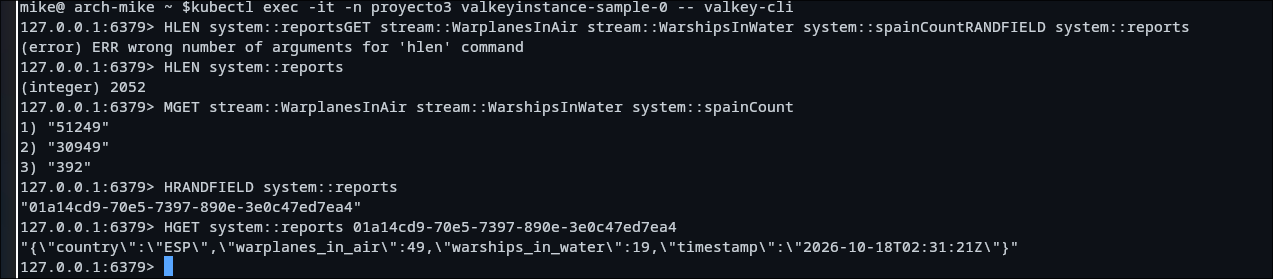 mike@ arch-mike ~ $kubectl exec -it -n proyecto3 valkeyinstance-sample-0 -- valkey-cli
127.0.0.1:6379> HLEN system::reportsGET stream::WarplanesInAir stream::WarshipsInWater system::spainCountRANDFIELD system::reports
(error) ERR wrong number of arguments for 'hlen' command
127.0.0.1:6379> HLEN system::reports
(integer) 2052
127.0.0.1:6379> MGET stream::WarplanesInAir stream::WarshipsInWater system::spainCount
1) "51249"
2) "30949"
3) "392"
127.0.0.1:6379> HRANDFIELD system::reports
"01a14cd9-70e5-7397-890e-3e0c47ed7ea4"
127.0.0.1:6379> HGET system::reports 01a14cd9-70e5-7397-890e-3e0c47ed7ea4
"{\"country\":\"ESP\",\"warplanes_in_air\":49,\"warships_in_water\":19,\"timestamp\":\"2026-10-18T02:31:21Z\"}"
127.0.0.1:6379>